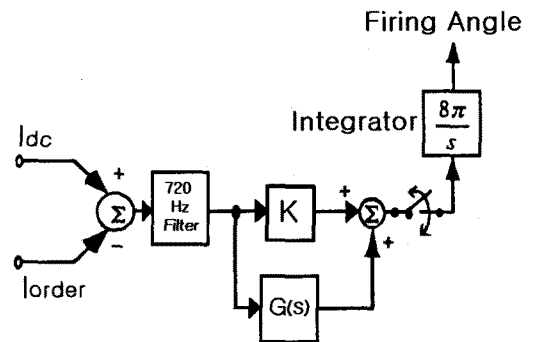 Firing Angle
Integrator
8π
s
Idc
+
Σ
−
Iorder
720
Hz
Filter
K
+
Σ
+
G(s)